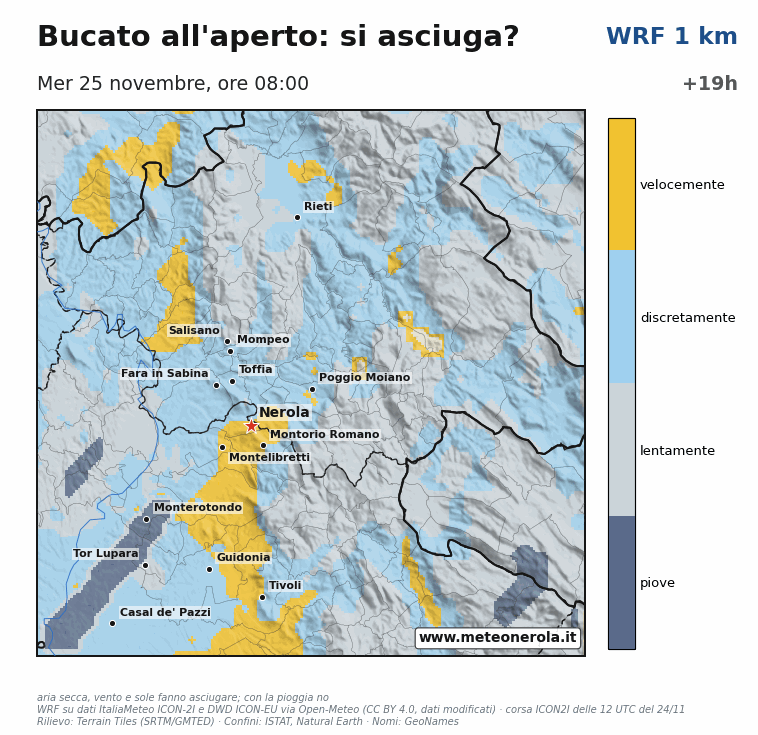 Bucato all'aperto: si asciuga?
WRF 1 km
Mer 25 novembre, ore 08:00
+19h
velocemente
discretamente
lentamente
piove
Rieti
Salisano
Mompeo
Fara in Sabina
Toffia
Poggio Moiano
Nerola
Montorio Romano
Montelibretti
Monterotondo
Tor Lupara
Guidonia
Tivoli
Casal de' Pazzi
www.meteonerola.it
aria secca, vento e sole fanno asciugare; con la pioggia no
WRF su dati ItaliaMeteo ICON-2I e DWD ICON-EU via Open-Meteo (CC BY 4.0, dati modificati) · corsa ICON2I delle 12 UTC del 24/11
Rilievo: Terrain Tiles (SRTM/GMTED) · Confini: ISTAT, Natural Earth · Nomi: GeoNames